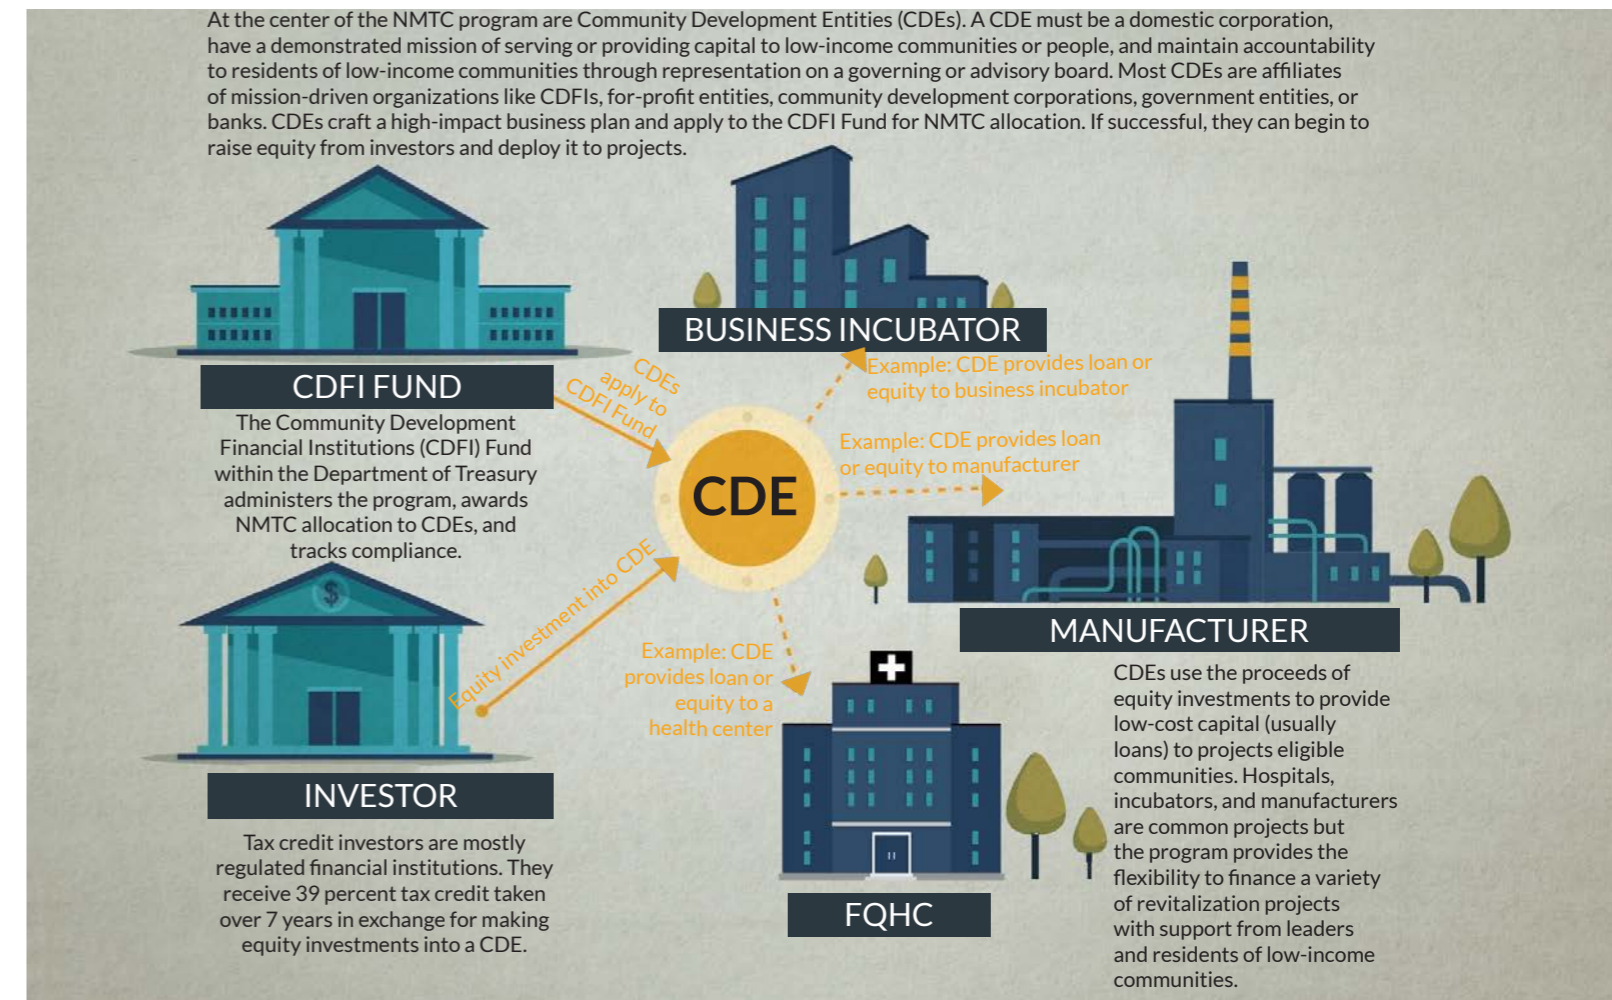 At the center of the NMTC program are Community Development Entities (CDEs). A CDE must be a domestic corporation,
have a demonstrated mission of serving or providing capital to low-income communities or people, and maintain accountability
to residents of low-income communities through representation on a governing or advisory board. Most CDEs are affiliates
of mission-driven organizations like CDFIs, for-profit entities, community development corporations, government entities, or
banks. CDEs craft a high-impact business plan and apply to the CDFI Fund for NMTC allocation. If successful, they can begin to
raise equity from investors and deploy it to projects.
BUSINESS INCUBATOR
CDFI FUND
The Community Development
Financial Institutions (CDFI) Fund
within the Department of Treasury
administers the program, awards
NMTC allocation to CDEs, and
tracks compliance.
CDEs
apply to
CDFI Fund
Example: CDE provides loan or
equity to business incubator
Example: CDE provides loan
or equity to manufacturer
CDE
Equity investment into CDE
$
Example: CDE
provides loan or
equity to a
health center
MANUFACTURER
CDEs use the proceeds of
equity investments to provide
low-cost capital (usually
loans) to projects eligible
communities. Hospitals,
incubators, and manufacturers
are common projects but
the program provides the
flexibility to finance a variety
of revitalization projects
with support from leaders
and residents of low-income
communities.
INVESTOR
Tax credit investors are mostly
regulated financial institutions. They
receive 39 percent tax credit taken
over 7 years in exchange for making
equity investments into a CDE.
FQHC